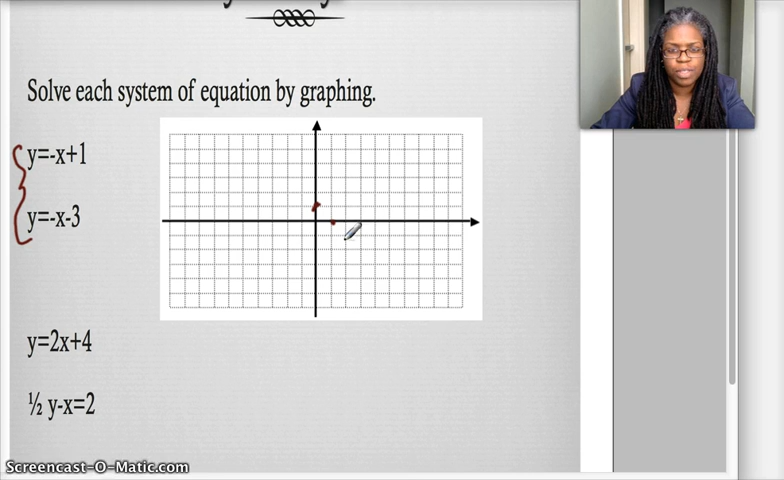 Solve each system of equation by graphing.
y=-x+1
y=-x-3
y=2x+4
½ y-x=2
Screencast-O-Matic.com